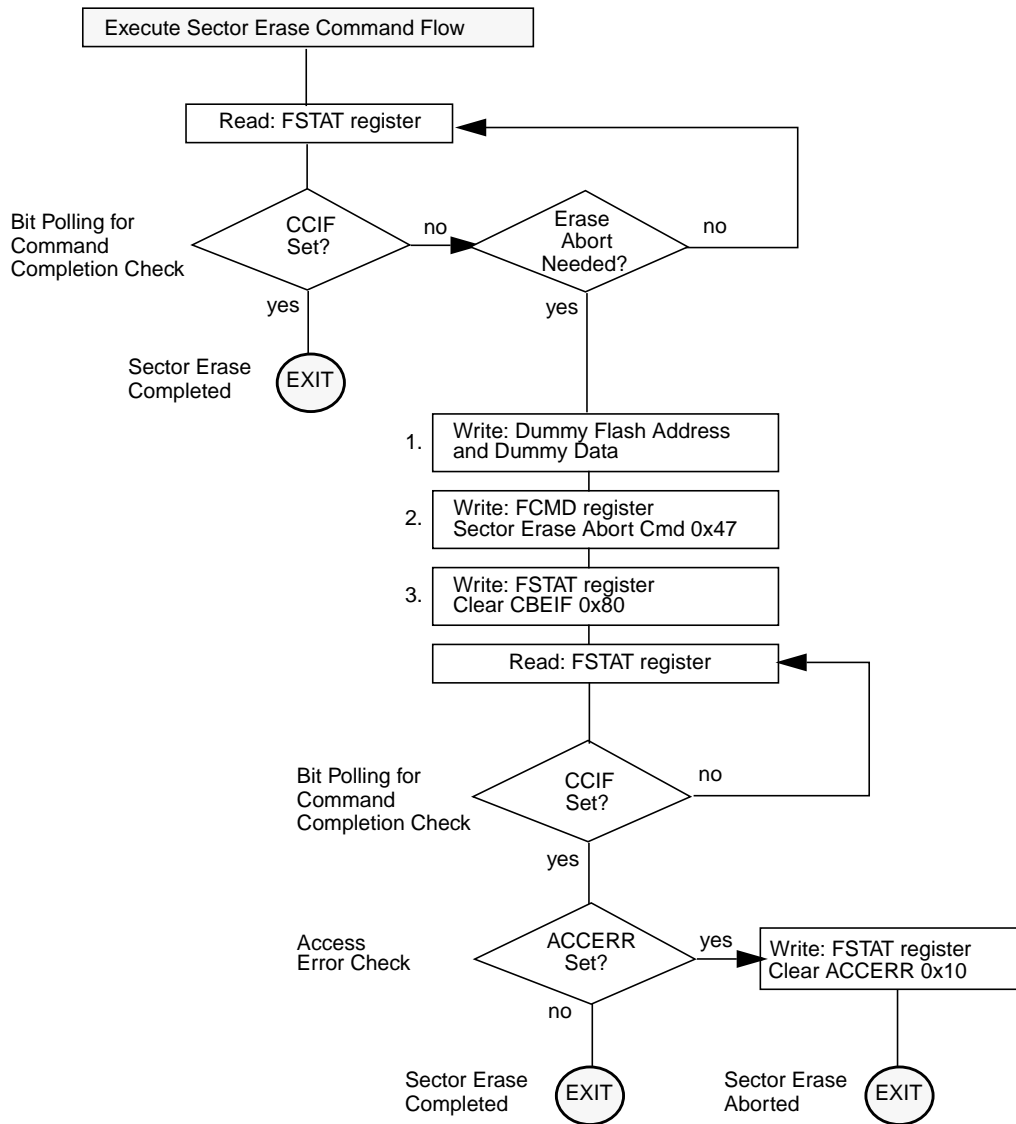 Execute Sector Erase Command Flow
Read: FSTAT register
Bit Polling for
Command
Completion Check
CCIF
Set?
no
Erase
Abort
Needed?
no
yes
yes
Sector Erase
Completed
EXIT
1.
Write: Dummy Flash Address
and Dummy Data
2.
Write: FCMD register
Sector Erase Abort Cmd 0x47
3.
Write: FSTAT register
Clear CBEIF 0x80
Read: FSTAT register
Bit Polling for
Command
Completion Check
CCIF
Set?
no
yes
Access
Error Check
ACCERR
Set?
yes
Write: FSTAT register
Clear ACCERR 0x10
no
Sector Erase
Completed
EXIT
Sector Erase
Aborted
EXIT